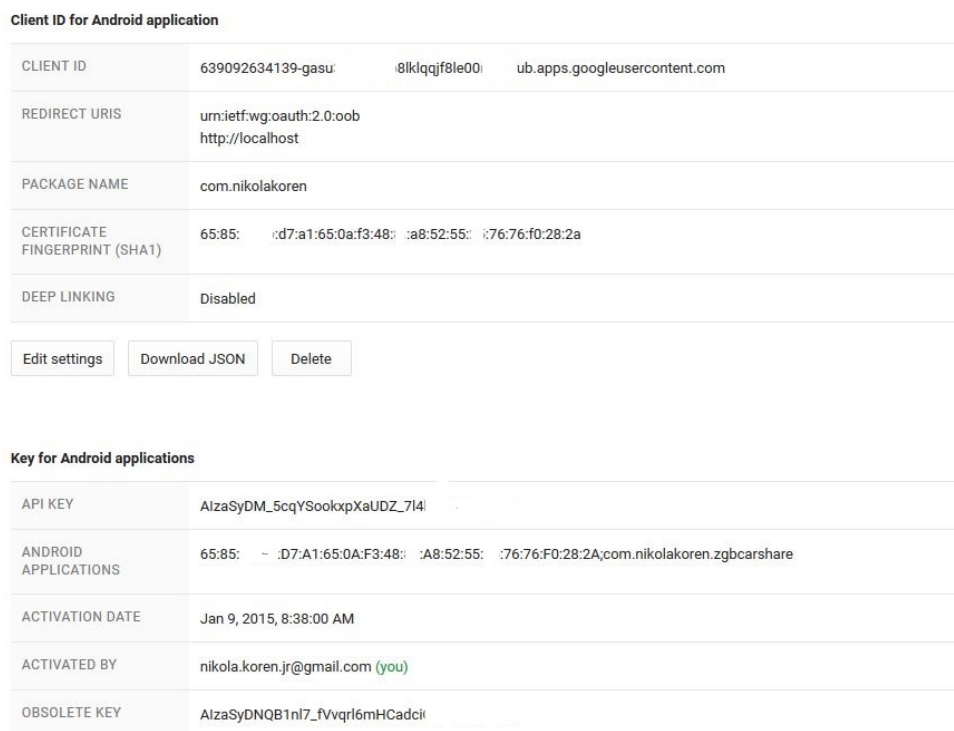 Client ID for Android application
CLIENT ID 639092634139-gasu 8lklqqjf8le00 ub.apps.googleusercontent.com
REDIRECT URIS urn:ietf:wg:oauth:2.0:oob
http://localhost
PACKAGE NAME com.nikolakoren
CERTIFICATE
FINGERPRINT (SHA1) 65:85: :d7:a1:65:0a:f3:48: :a8:52:55: :76:76:f0:28:2a
DEEP LINKING Disabled
Edit settings Download JSON Delete
Key for Android applications
API KEY AIzaSyDM_5cqYSookxpXaUDZ_7l4
ANDROID
APPLICATIONS 65:85: :D7:A1:65:0A:F3:48: :A8:52:55: :76:76:F0:28:2A;com.nikolakoren.zgbcarshare
ACTIVATION DATE Jan 9, 2015, 8:38:00 AM
ACTIVATED BY nikola.koren.jr@gmail.com (you)
OBSOLETE KEY AIzaSyDNQB1nl7_fVvqrl6mHCadci